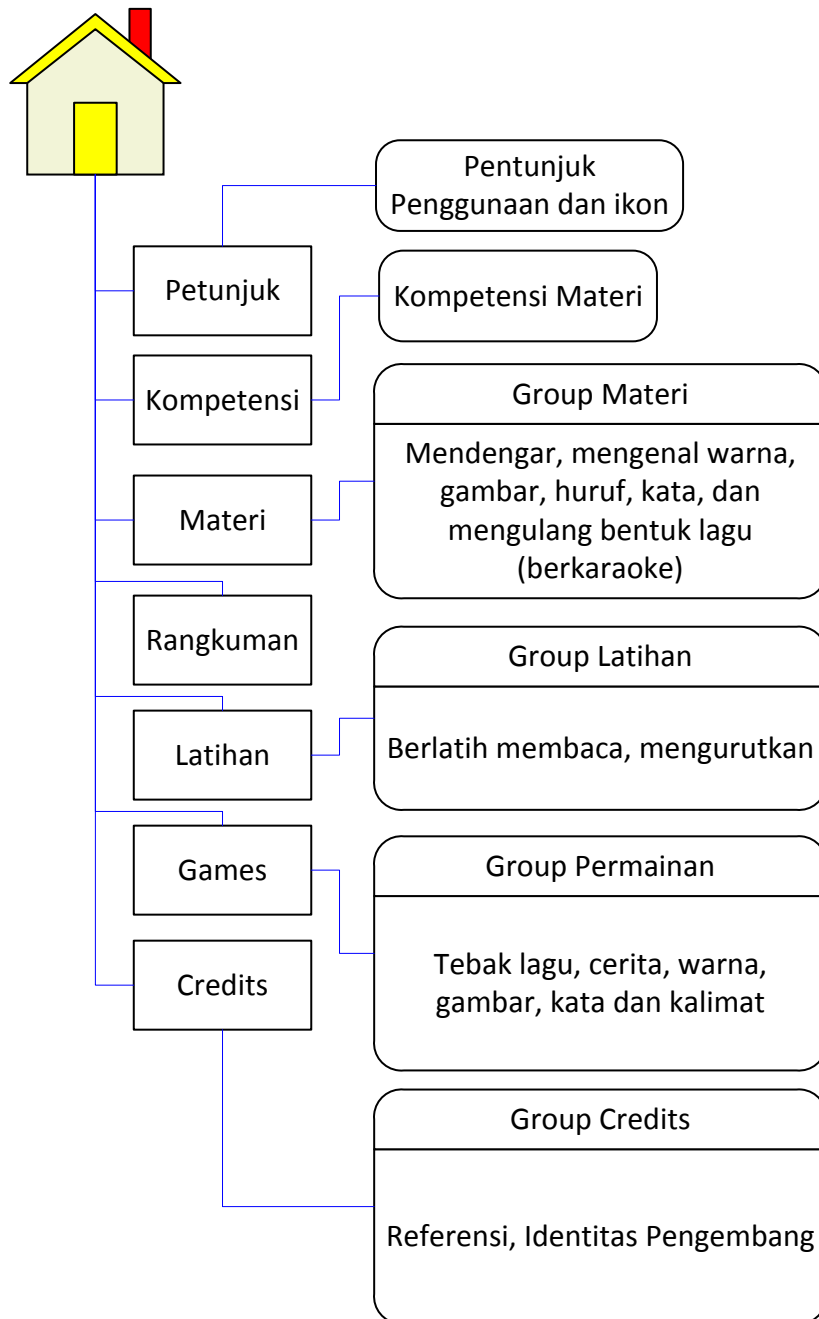 Pentunjuk
Penggunaan dan ikon
Petunjuk
Kompetensi Materi
Kompetensi
Group Materi
Mendengar, mengenal warna,
gambar, huruf, kata, dan
mengulang bentuk lagu
(berkaraoke)
Materi
Rangkuman
Group Latihan
Berlatih membaca, mengurutkan
Latihan
Group Permainan
Tebak lagu, cerita, warna,
gambar, kata dan kalimat
Games
Credits
Group Credits
Referensi, Identitas Pengembang